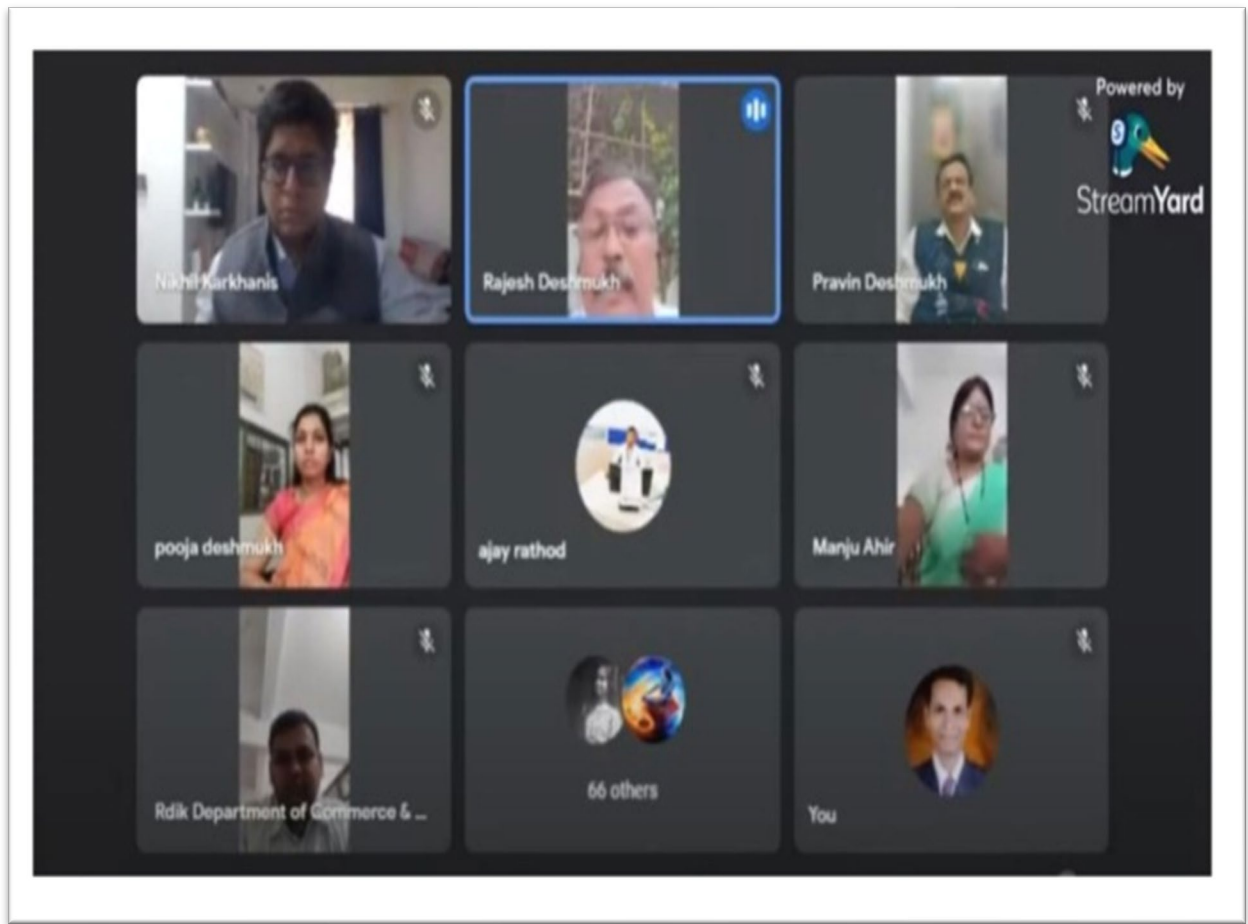 Powered by
StreamYard
Nikhil Karkhanis
Rajesh Deshmukh
Pravin Deshmukh
pooja deshmukh
ajay rathod
Manju Ahir
Rdik Department of Commerce & ...
66 others
You